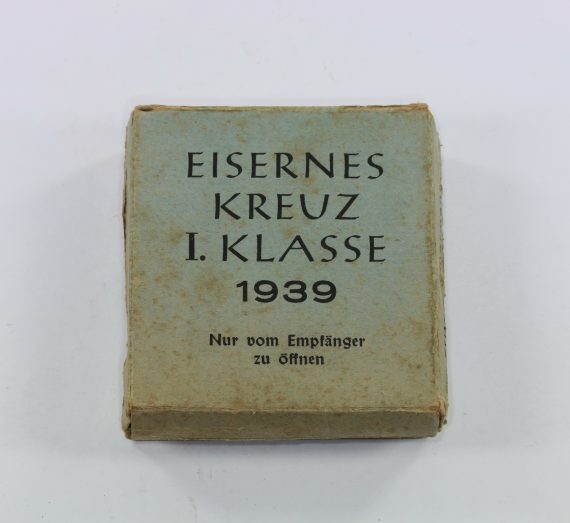 EISERNES
KREUZ
I. KLASSE
1939
Nur vom Empfänger
zu öffnen